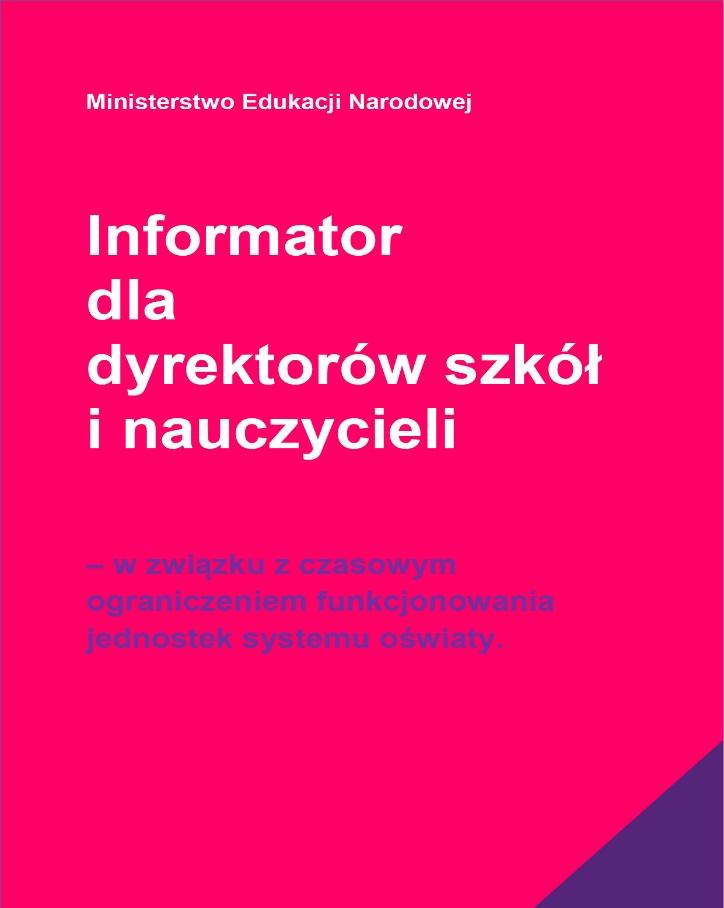 Ministerstwo Edukacji Narodowej
Informator
dla
dyrektorów szkół
i nauczycieli
– w związku z czasowym
ograniczeniem funkcjonowania
jednostek systemu oświaty.